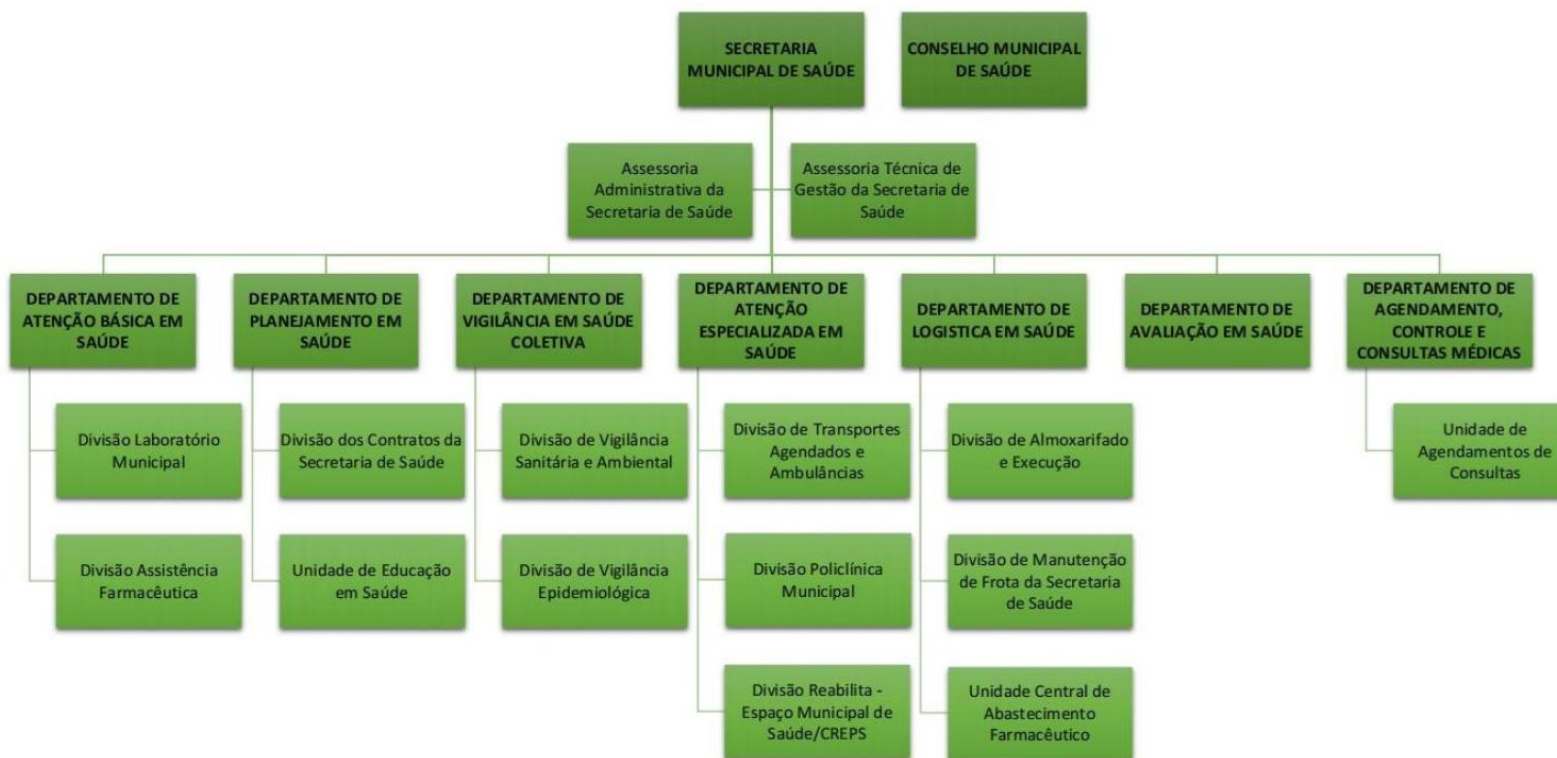 SECRETARIA
MUNICIPAL DE SAÚDE
CONSELHO MUNICIPAL
DE SAÚDE
Assessoria
Administrativa da
Secretaria de Saúde
Assessoria Técnica de
Gestão da Secretaria de
Saúde
DEPARTAMENTO DE
ATENÇÃO BÁSICA EM
SAÚDE
DEPARTAMENTO DE
PLANEJAMENTO EM
SAÚDE
DEPARTAMENTO DE
VIGILÂNCIA EM SAÚDE
COLETIVA
DEPARTAMENTO DE
ATENÇÃO
ESPECIALIZADA EM
SAÚDE
DEPARTAMENTO DE
LOGISTICA EM SAÚDE
DEPARTAMENTO DE
AVALIAÇÃO EM SAÚDE
DEPARTAMENTO DE
AGENDAMENTO,
CONTROLE E
CONSULTAS MÉDICAS
Divisão Laboratório
Municipal
Divisão dos Contratos da
Secretaria de Saúde
Divisão de Vigilância
Sanitária e Ambiental
Divisão de Transportes
Agendados e
Ambulâncias
Divisão de Almoxarifado
e Execução
Unidade de
Agendamentos de
Consultas
Divisão Assistência
Farmacêutica
Unidade de Educação
em Saúde
Divisão de Vigilância
Epidemiológica
Divisão Policlínica
Municipal
Divisão de Manutenção
de Frota da Secretaria
de Saúde
Divisão Reabilita -
Espaço Municipal de
Saúde/CREPS
Unidade Central de
Abastecimento
Farmacêutico